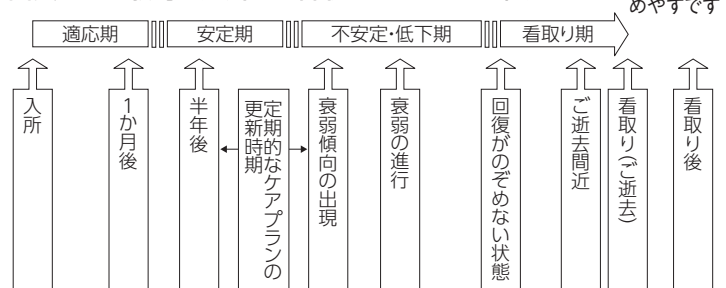 めやすです
適応期
安定期
不安定・低下期
看取り期
入所
1か月後
半年後
定期的なケアプランの
更新時期
衰弱傾向の出現
衰弱の進行
回復がのぞめない状態
ご逝去間近
看取り(ご逝去)
看取り後